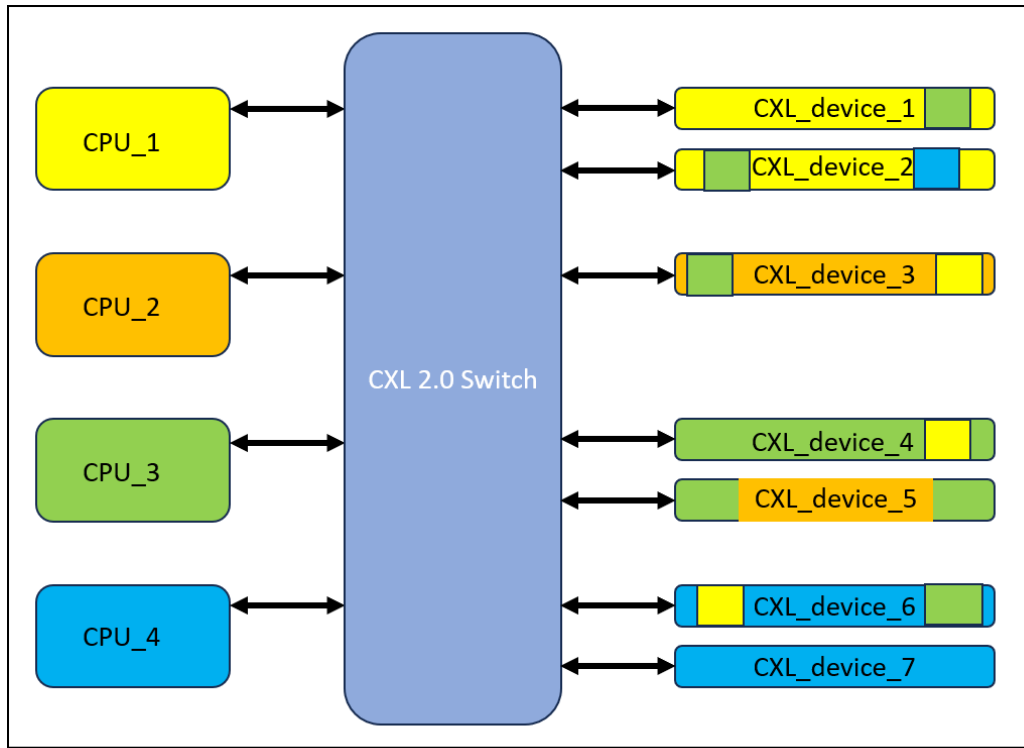 CPU_1
CPU_2
CPU_3
CPU_4
CXL 2.0 Switch
CXL_device_1
CXL_device_2
CXL_device_3
CXL_device_4
CXL_device_5
CXL_device_6
CXL_device_7